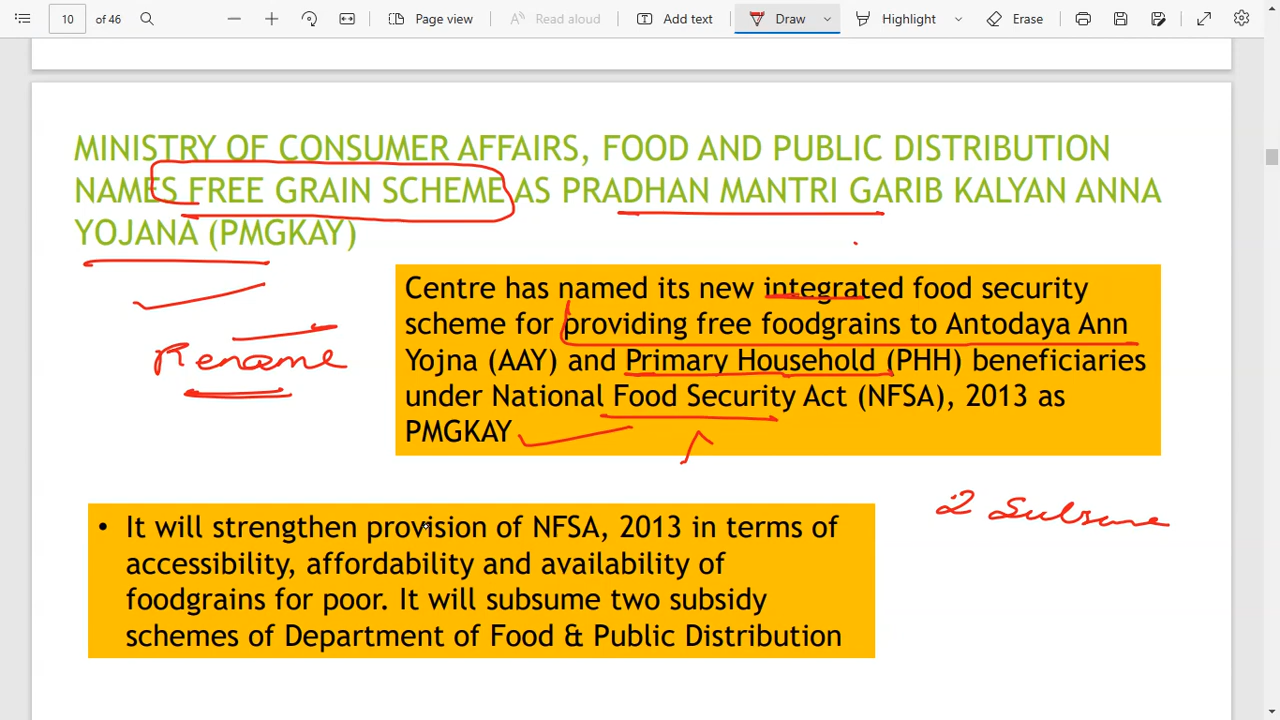 10 of 46 Page view Read aloud Add text Draw Highlight Erase
MINISTRY OF CONSUMER AFFAIRS, FOOD AND PUBLIC DISTRIBUTION
NAMES FREE GRAIN SCHEME AS PRADHAN MANTRI GARIB KALYAN ANNA
YOJANA (PMGKAY)
Centre has named its new integrated food security
scheme for providing free foodgrains to Antodaya Ann
Yojna (AAY) and Primary Household (PHH) beneficiaries
under National Food Security Act (NFSA), 2013 as
PMGKAY
Rename
2 Subsume
• It will strengthen provision of NFSA, 2013 in terms of
accessibility, affordability and availability of
foodgrains for poor. It will subsume two subsidy
schemes of Department of Food & Public Distribution